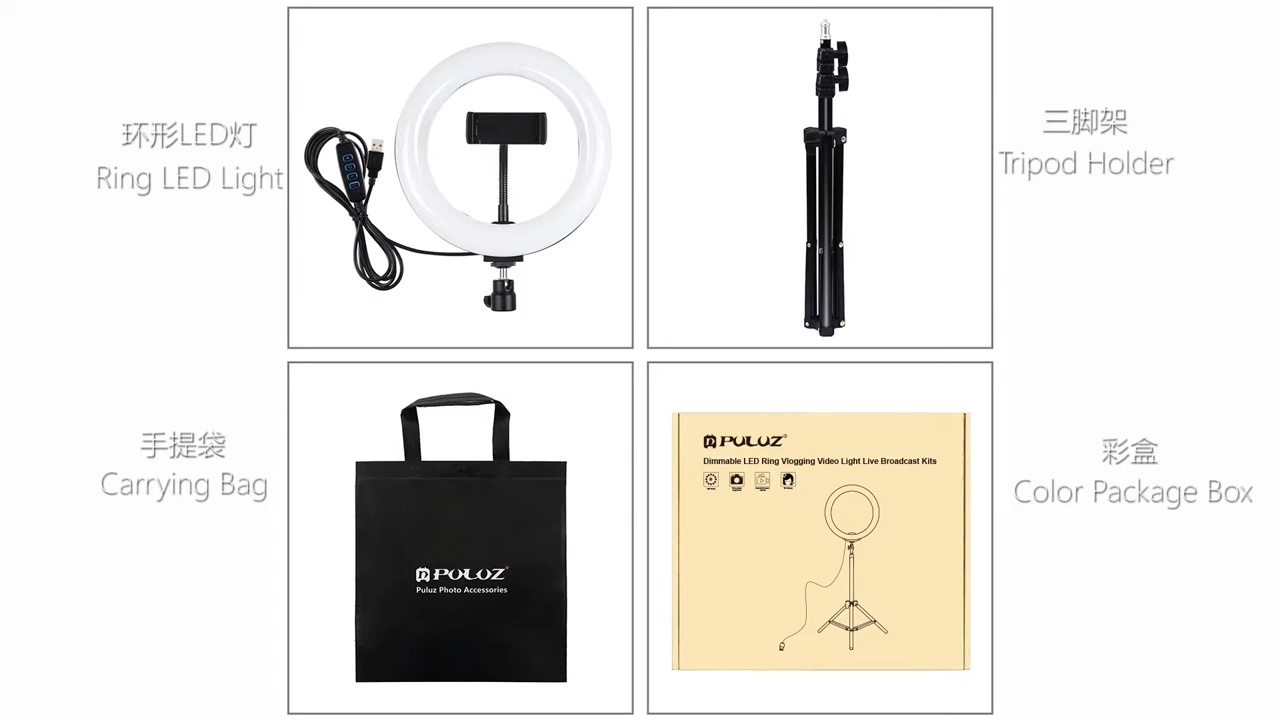 环形LED灯
Ring LED Light
三脚架
Tripod Holder
手提袋
Carrying Bag
PULUZ®
Puluz Photo Accessories
彩盒
Color Package Box
PULUZ®
Dimmable LED Ring Vlogging Video Light Live Broadcast Kits